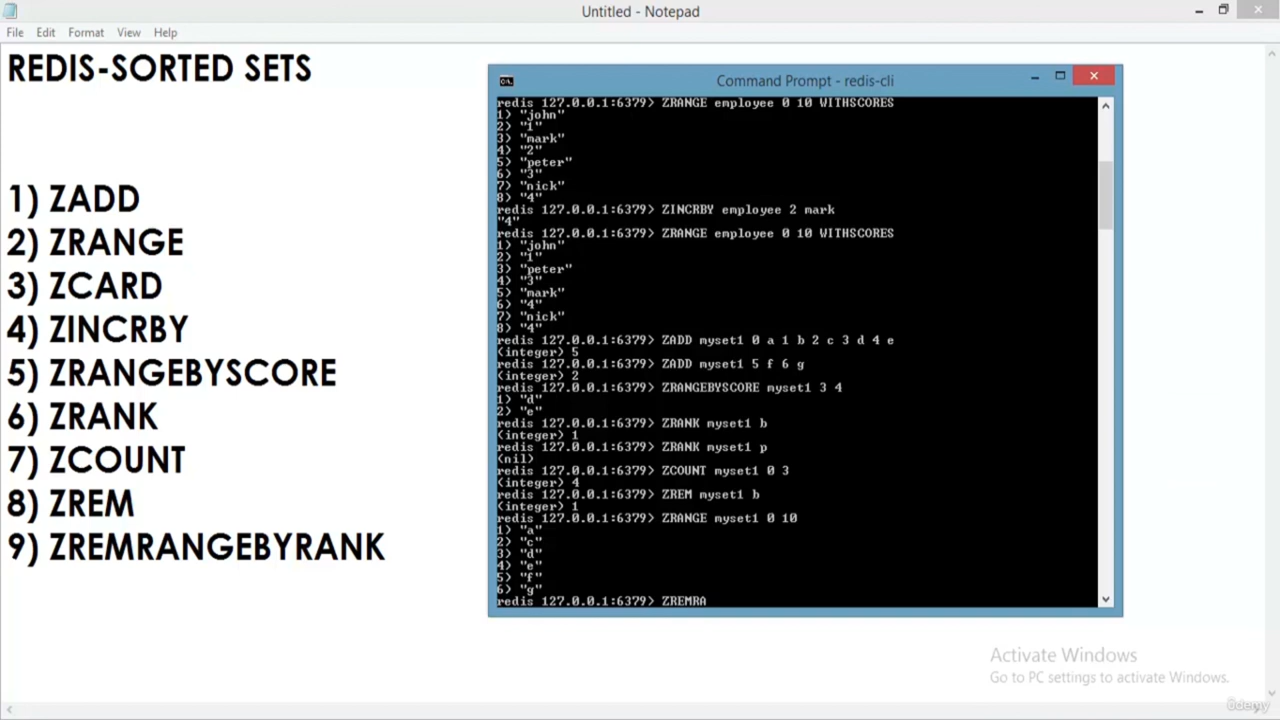 Untitled - Notepad
File Edit Format View Help
REDIS-SORTED SETS
1) ZADD
2) ZRANGE
3) ZCARD
4) ZINCRBY
5) ZRANGEBYSCORE
6) ZRANK
7) ZCOUNT
8) ZREM
9) ZREMRANGEBYRANK
Command Prompt - redis-cli
redis 127.0.0.1:6379> ZRANGE employee 0 10 WITHSCORES
1) "john"
2) "1"
3) "mark"
4) "2"
5) "peter"
6) "3"
7) "nick"
8) "4"
redis 127.0.0.1:6379> ZINCRBY employee 2 mark
"4"
redis 127.0.0.1:6379> ZRANGE employee 0 10 WITHSCORES
1) "john"
2) "1"
3) "peter"
4) "3"
5) "mark"
6) "4"
7) "nick"
8) "4"
redis 127.0.0.1:6379> ZADD myset1 0 a 1 b 2 c 3 d 4 e
(integer) 5
redis 127.0.0.1:6379> ZADD myset1 5 f 6 g
(integer) 2
redis 127.0.0.1:6379> ZRANGEBYSCORE myset1 3 4
1) "d"
2) "e"
redis 127.0.0.1:6379> ZRANK myset1 b
(integer) 1
redis 127.0.0.1:6379> ZRANK myset1 p
(nil)
redis 127.0.0.1:6379> ZCOUNT myset1 0 3
(integer) 4
redis 127.0.0.1:6379> ZREM myset1 b
(integer) 1
redis 127.0.0.1:6379> ZRANGE myset1 0 10
1) "a"
2) "c"
3) "d"
4) "e"
5) "f"
6) "g"
redis 127.0.0.1:6379> ZREMRA
Activate Windows
Go to PC settings to activate Windows.
ûdemy